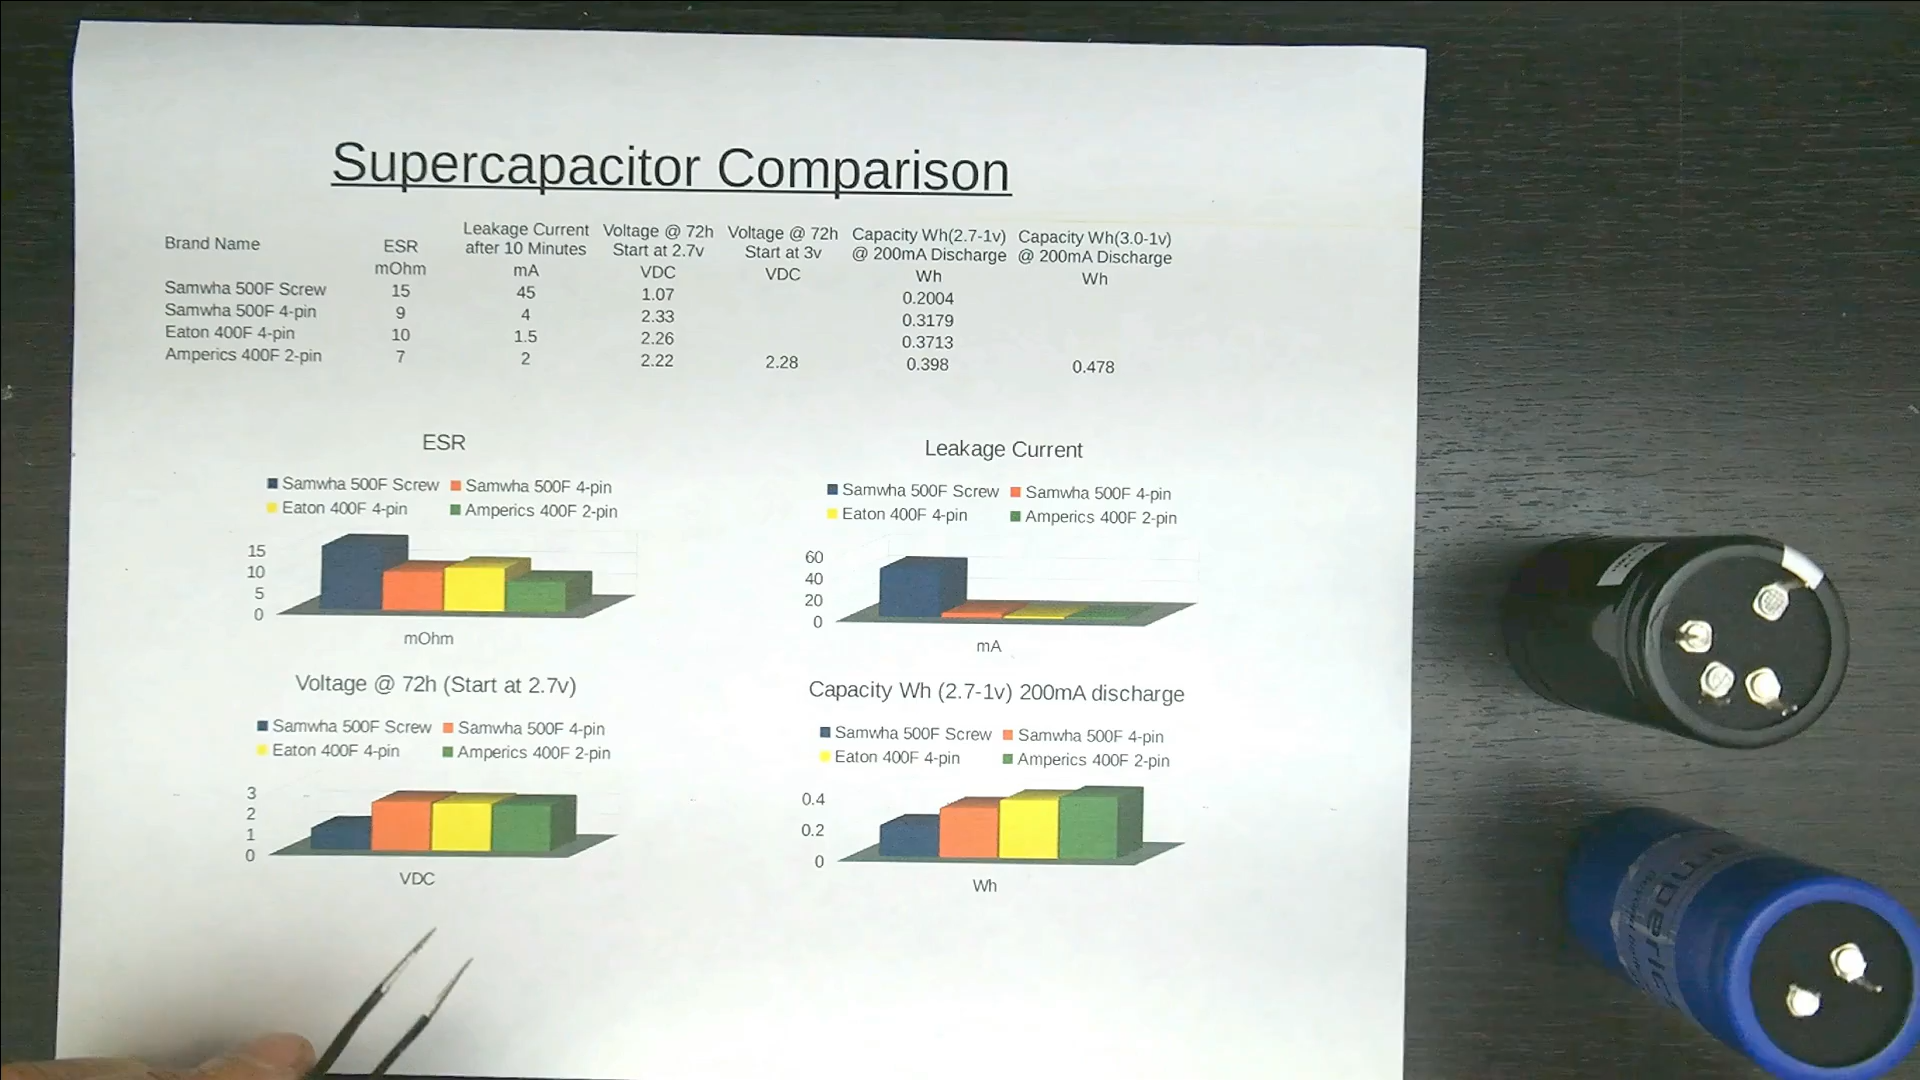 Supercapacitor Comparison
Brand Name ESR Leakage Current after 10 Minutes Voltage @ 72h Start at 2.7v Voltage @ 72h Start at 3v Capacity Wh(2.7-1v) @ 200mA Discharge Capacity Wh(3.0-1v) @ 200mA Discharge
mOhm mA VDC VDC Wh Wh
Samwha 500F Screw 15 45 1.07 0.2004
Samwha 500F 4-pin 9 4 2.33 0.3179
Eaton 400F 4-pin 10 1.5 2.26 0.3713
Amperics 400F 2-pin 7 2 2.22 2.28 0.398 0.478
ESR
Samwha 500F Screw Samwha 500F 4-pin
Eaton 400F 4-pin Amperics 400F 2-pin
15
10
5
0
mOhm
Leakage Current
Samwha 500F Screw Samwha 500F 4-pin
Eaton 400F 4-pin Amperics 400F 2-pin
60
40
20
0
mA
Voltage @ 72h (Start at 2.7v)
Samwha 500F Screw Samwha 500F 4-pin
Eaton 400F 4-pin Amperics 400F 2-pin
3
2
1
0
VDC
Capacity Wh (2.7-1v) 200mA discharge
Samwha 500F Screw Samwha 500F 4-pin
Eaton 400F 4-pin Amperics 400F 2-pin
0.4
0.2
0
Wh